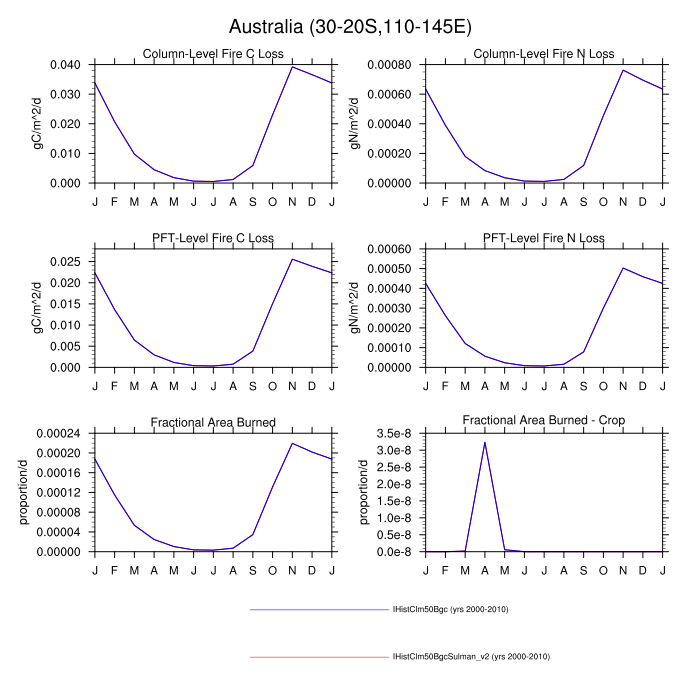 Australia (30-20S,110-145E)
Column-Level Fire C Loss
gC/m^2/d
0.040
0.030
0.020
0.010
0.000
J F M A M J J A S O N D J
Column-Level Fire N Loss
gN/m^2/d
0.00080
0.00060
0.00040
0.00020
0.00000
J F M A M J J A S O N D J
PFT-Level Fire C Loss
gC/m^2/d
0.025
0.020
0.015
0.010
0.005
0.000
J F M A M J J A S O N D J
PFT-Level Fire N Loss
gN/m^2/d
0.00060
0.00050
0.00040
0.00030
0.00020
0.00010
0.00000
J F M A M J J A S O N D J
Fractional Area Burned
proportion/d
0.00024
0.00020
0.00016
0.00012
0.00008
0.00004
0.00000
J F M A M J J A S O N D J
Fractional Area Burned - Crop
proportion/d
3.5e-8
3.0e-8
2.5e-8
2.0e-8
1.5e-8
1.0e-8
0.5e-8
0.0e-8
J F M A M J J A S O N D J
IHistClm50Bgc (yrs 2000-2010)
IHistClm50BgcSulman_v2 (yrs 2000-2010)